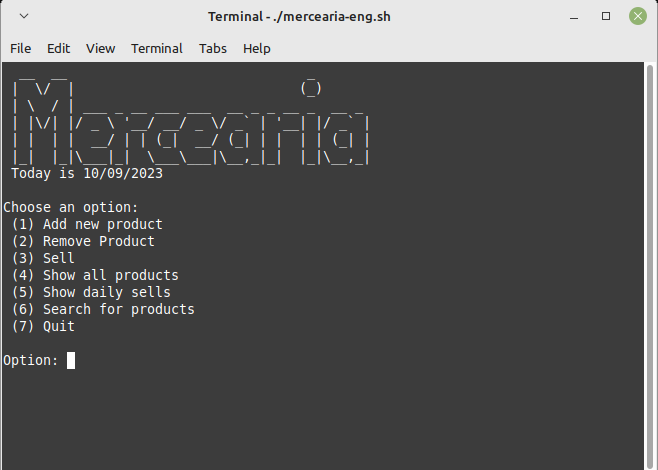 Terminal - ./mercearia-eng.sh
File Edit View Terminal Tabs Help
Mercearia
Today is 10/09/2023
Choose an option:
(1) Add new product
(2) Remove Product
(3) Sell
(4) Show all products
(5) Show daily sells
(6) Search for products
(7) Quit
Option: